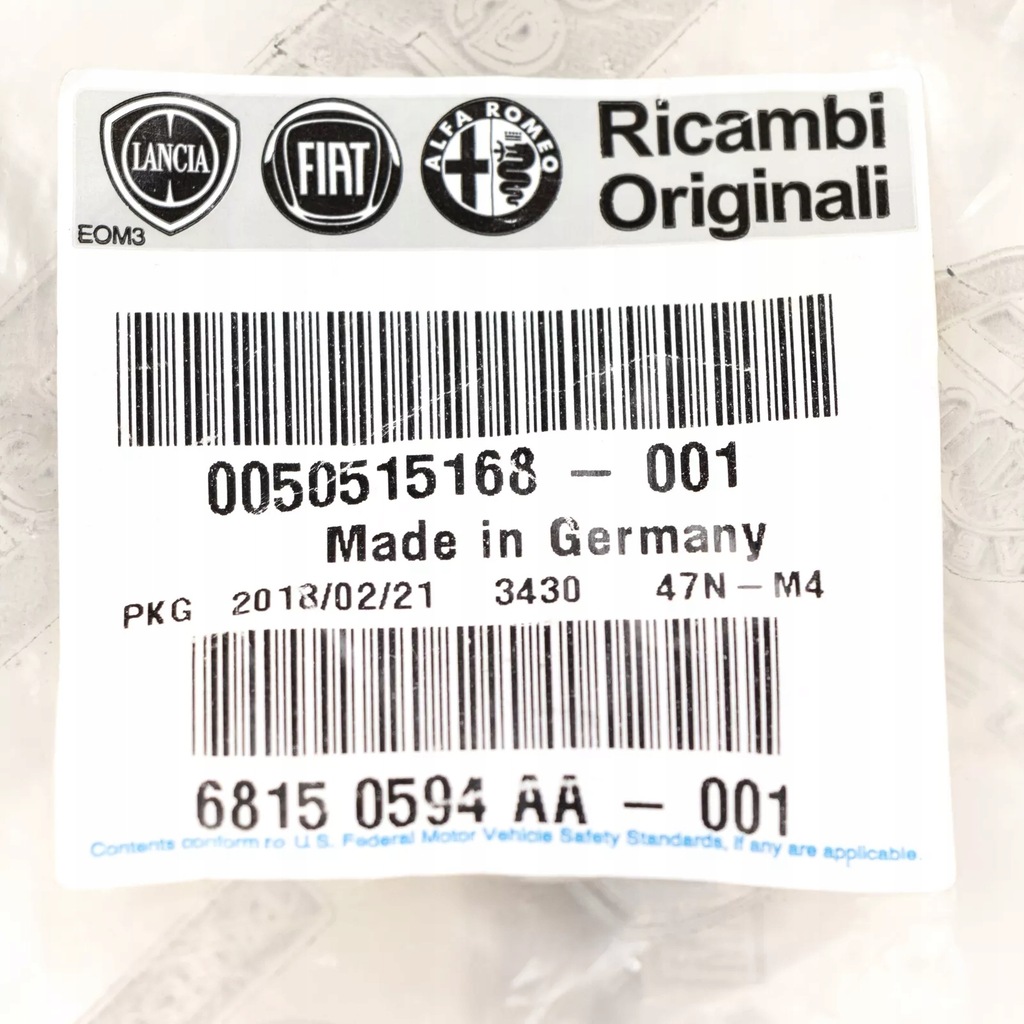 LANCIA
FIAT
ALFA ROMEO
Ricambi
Originali
EOM3
0050515168 - 001
Made in Germany
PKG 2018/02/21 3430 47N-M4
6815 0594 AA - 001
Contents conform to U.S. Federal Motor Vehicle Safety Standards, if any are applicable.